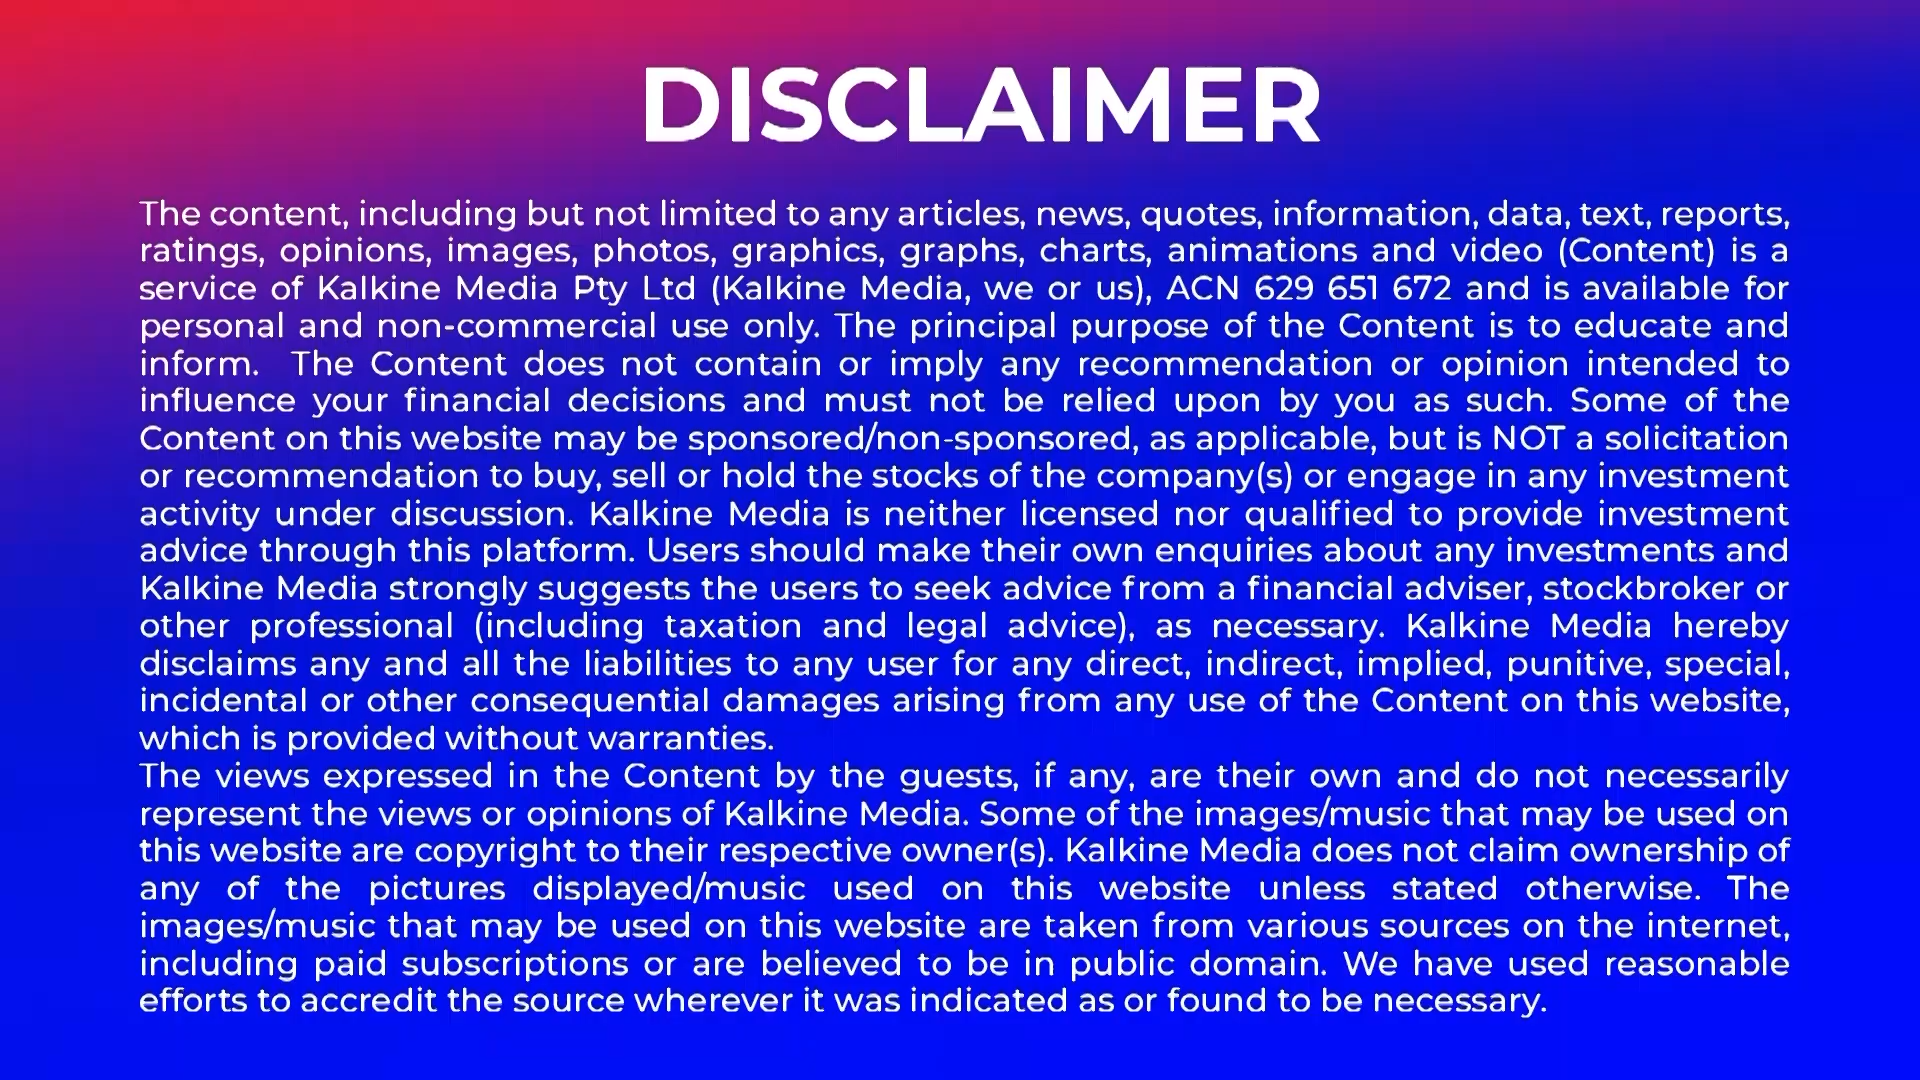 DISCLAIMER
The content, including but not limited to any articles, news, quotes, information, data, text, reports,
ratings, opinions, images, photos, graphics, graphs, charts, animations and video (Content) is a
service of Kalkine Media Pty Ltd (Kalkine Media, we or us), ACN 629 651 672 and is available for
personal and non-commercial use only. The principal purpose of the Content is to educate and
inform.  The Content does not contain or imply any recommendation or opinion intended to
influence your financial decisions and must not be relied upon by you as such. Some of the
Content on this website may be sponsored/non-sponsored, as applicable, but is NOT a solicitation
or recommendation to buy, sell or hold the stocks of the company(s) or engage in any investment
activity under discussion. Kalkine Media is neither licensed nor qualified to provide investment
advice through this platform. Users should make their own enquiries about any investments and
Kalkine Media strongly suggests the users to seek advice from a financial adviser, stockbroker or
other professional (including taxation and legal advice), as necessary. Kalkine Media hereby
disclaims any and all the liabilities to any user for any direct, indirect, implied, punitive, special,
incidental or other consequential damages arising from any use of the Content on this website,
which is provided without warranties.
The views expressed in the Content by the guests, if any, are their own and do not necessarily
represent the views or opinions of Kalkine Media. Some of the images/music that may be used on
this website are copyright to their respective owner(s). Kalkine Media does not claim ownership of
any of the pictures displayed/music used on this website unless stated otherwise. The
images/music that may be used on this website are taken from various sources on the internet,
including paid subscriptions or are believed to be in public domain. We have used reasonable
efforts to accredit the source wherever it was indicated as or found to be necessary.